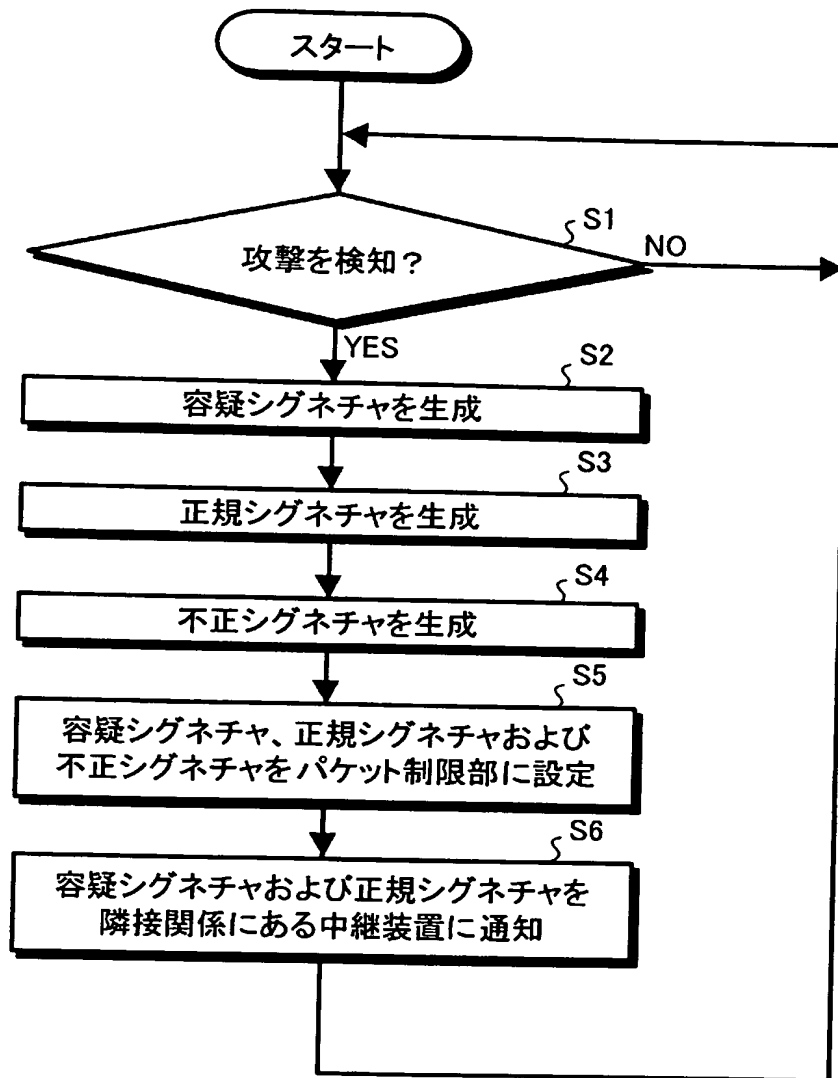 スタート
S1
攻撃を検知？
NO
YES
S2
容疑シグネチャを生成
S3
正規シグネチャを生成
S4
不正シグネチャを生成
S5
容疑シグネチャ、正規シグネチャおよび
不正シグネチャをパケット制限部に設定
S6
容疑シグネチャおよび正規シグネチャを
隣接関係にある中継装置に通知